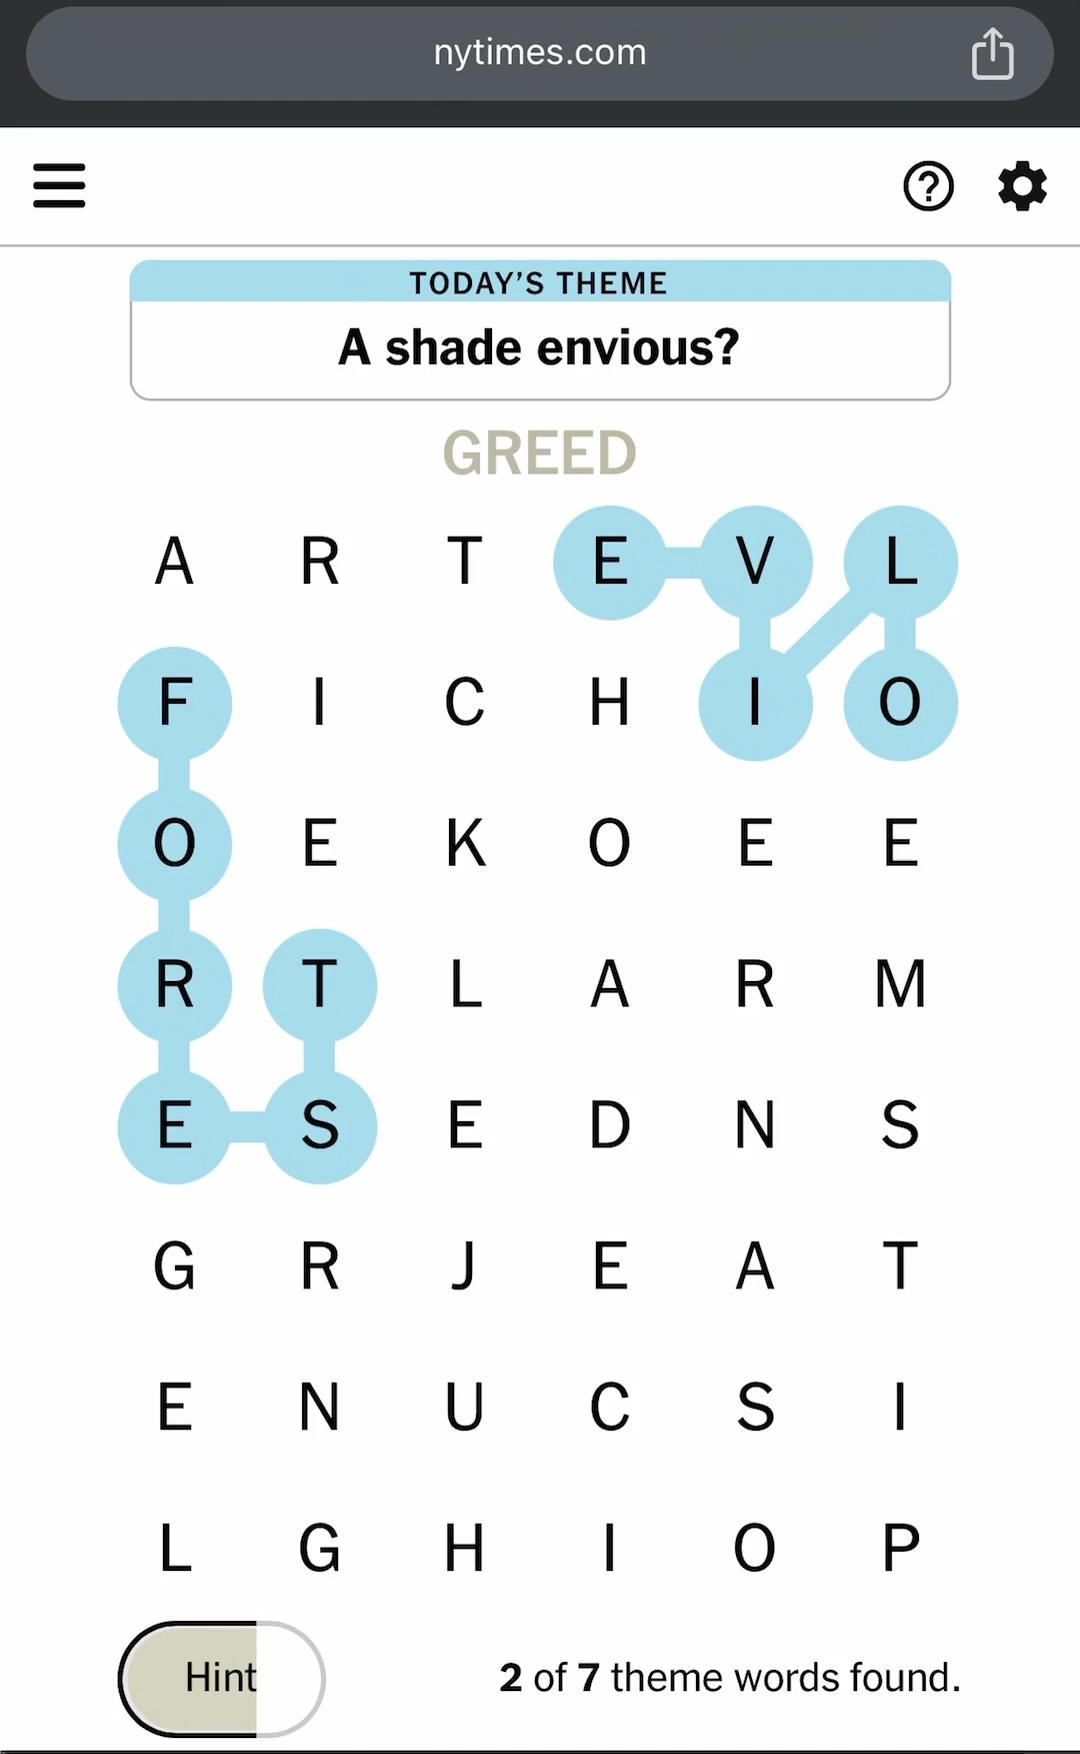 nytimes.com
TODAY'S THEME
A shade envious?
GREED
A R T E V L
F I C H I O
O E K O E E
R T L A R M
E S E D N S
G R J E A T
E N U C S I
L G H I O P
Hint
2 of 7 theme words found.